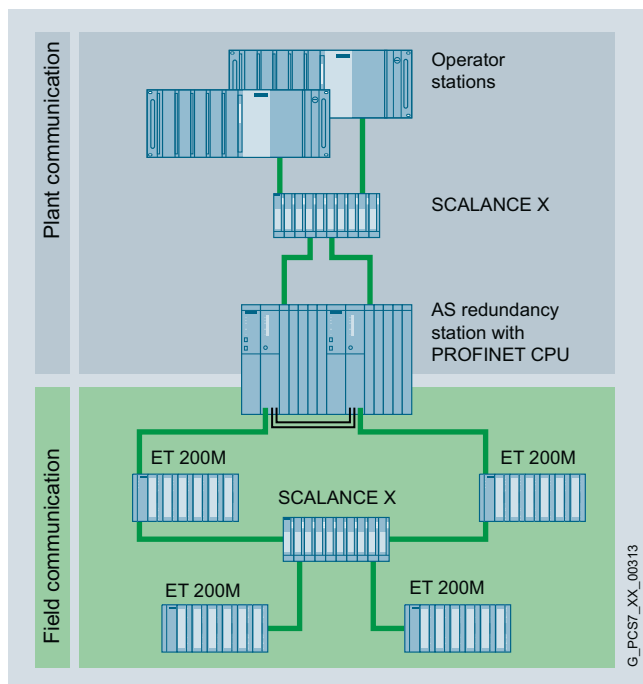 Plant communication
Operator
stations
SCALANCE X
AS redundancy
station with
PROFINET CPU
Field communication
ET 200M
ET 200M
SCALANCE X
ET 200M
ET 200M
G_PCS7_XX_00313